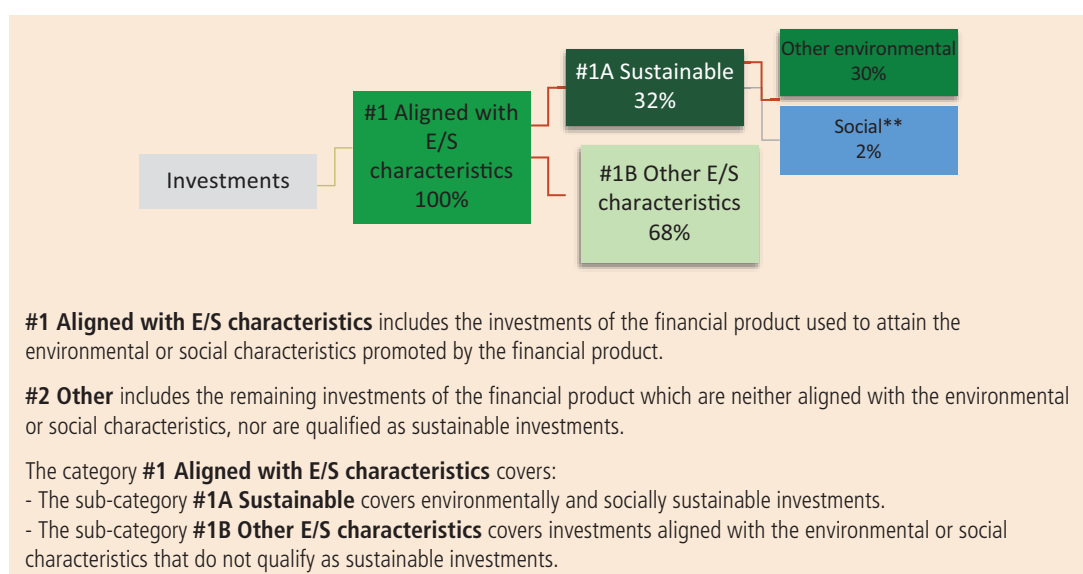 Investments
#1 Aligned with
E/S
characteristics
100%
#1A Sustainable
32%
#1B Other E/S
characteristics
68%
Other environmental
30%
Social**
2%
#1 Aligned with E/S characteristics includes the investments of the financial product used to attain the
environmental or social characteristics promoted by the financial product.
#2 Other includes the remaining investments of the financial product which are neither aligned with the environmental
or social characteristics, nor are qualified as sustainable investments.
The category #1 Aligned with E/S characteristics covers:
- The sub-category #1A Sustainable covers environmentally and socially sustainable investments.
- The sub-category #1B Other E/S characteristics covers investments aligned with the environmental or social
characteristics that do not qualify as sustainable investments.